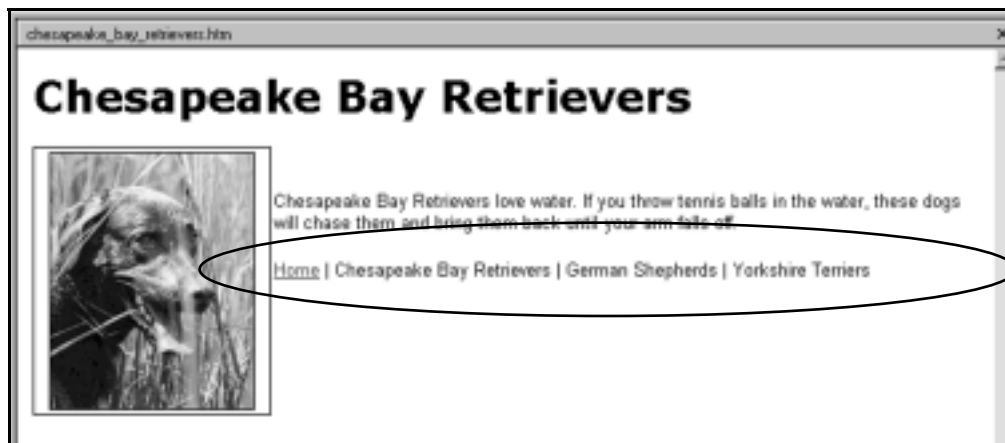 chesapeake_bay_retrievers.htm
Chesapeake Bay Retrievers
Chesapeake Bay Retrievers love water. If you throw tennis balls in the water, these dogs
will chase them and bring them back until your arm falls off.
Home | Chesapeake Bay Retrievers | German Shepherds | Yorkshire Terriers